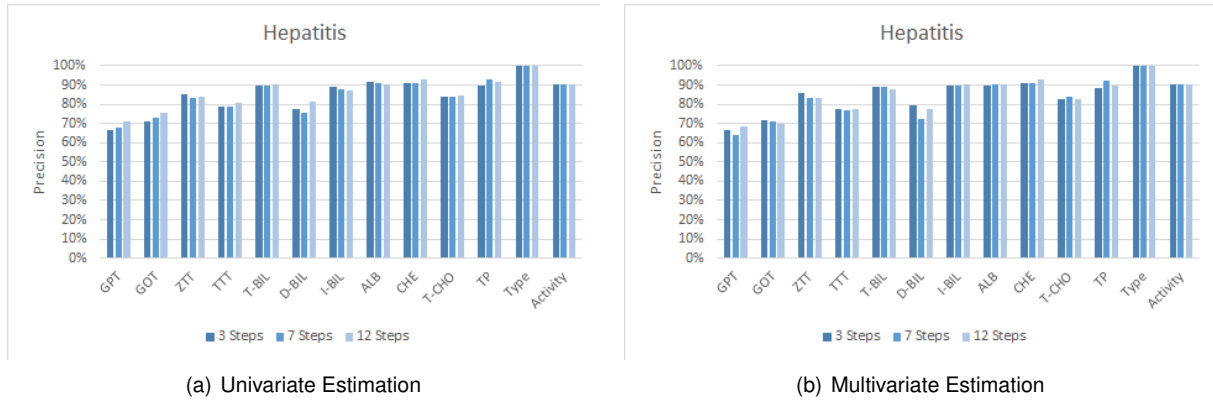 Hepatitis
Precision
100%
90%
80%
70%
60%
50%
40%
30%
20%
10%
0%
GPT
GOT
ZTT
TTT
T-BIL
D-BIL
I-BIL
ALB
CHE
T-CHO
TP
Type
Activity
3 Steps 7 Steps 12 Steps
(a) Univariate Estimation
Hepatitis
Precision
100%
90%
80%
70%
60%
50%
40%
30%
20%
10%
0%
GPT
GOT
ZTT
TTT
T-BIL
D-BIL
I-BIL
ALB
CHE
T-CHO
TP
Type
Activity
3 Steps 7 Steps 12 Steps
(b) Multivariate Estimation